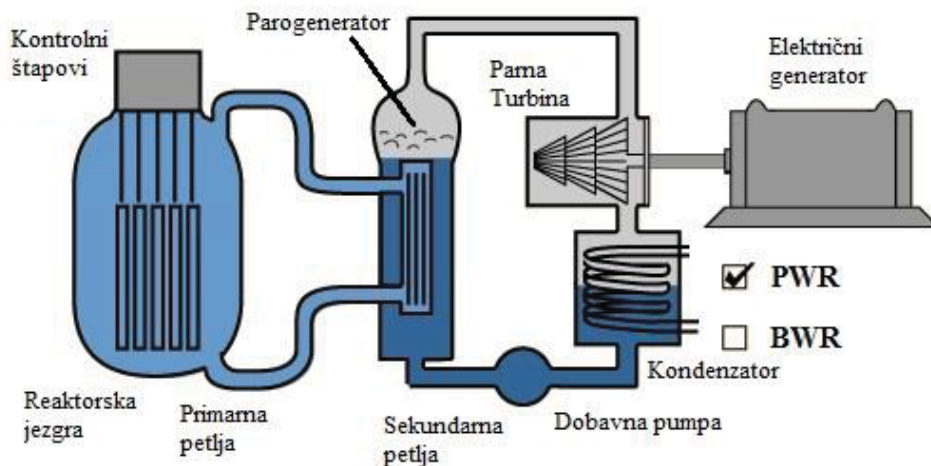 Parogenerator
Kontrolni
štapovi
Parna
Turbina
Električni
generator
PWR
BWR
Kondenzator
Reaktorska
jezgra
Primarna
petlja
Sekundarna
petlja
Dobavna pumpa